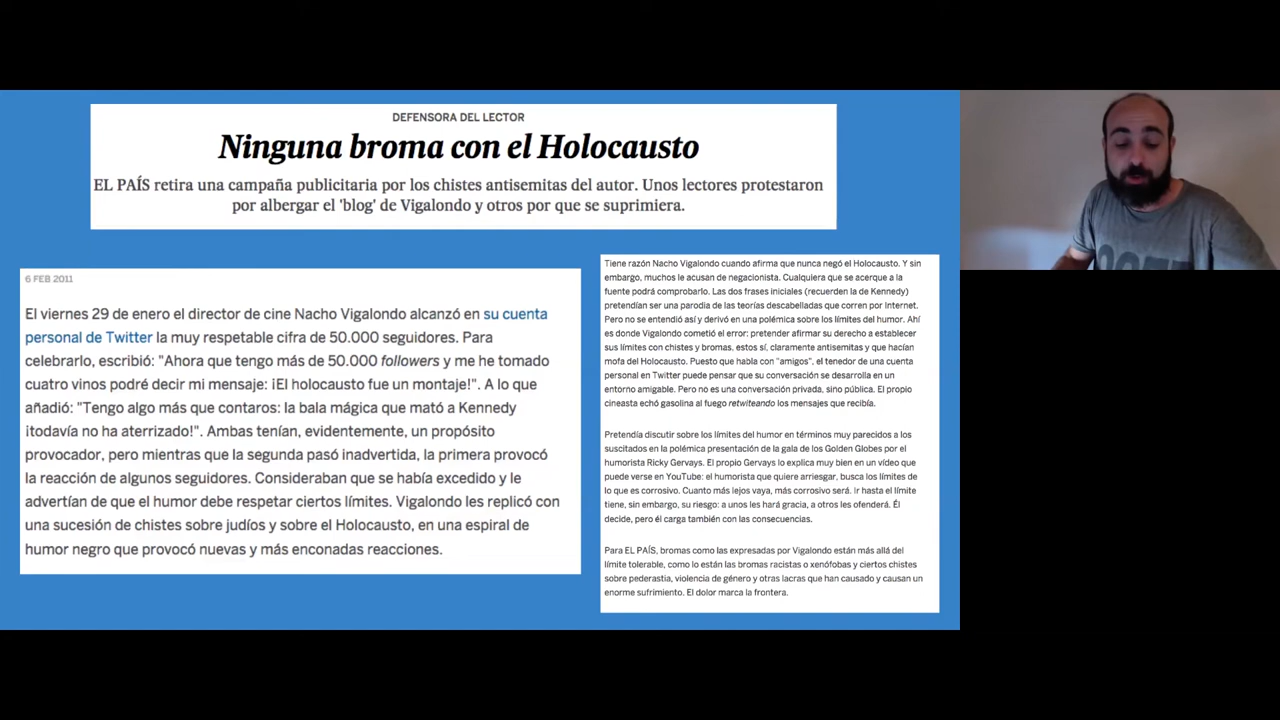 DEFENSORA DEL LECTOR
Ninguna broma con el Holocausto
EL PAÍS retira una campaña publicitaria por los chistes antisemitas del autor. Unos lectores protestaron
por albergar el 'blog' de Vigalondo y otros por que se suprimiera.
6 FEB 2011
El viernes 29 de enero el director de cine Nacho Vigalondo alcanzó en su cuenta
personal de Twitter la muy respetable cifra de 50.000 seguidores. Para
celebrarlo, escribió: "Ahora que tengo más de 50.000 followers y me he tomado
cuatro vinos podré decir mi mensaje: ¡El holocausto fue un montaje!". A lo que
añadió: "Tengo algo más que contaros: la bala mágica que mató a Kennedy
¡todavía no ha aterrizado!". Ambas tenían, evidentemente, un propósito
provocador, pero mientras que la segunda pasó inadvertida, la primera provocó
la reacción de algunos seguidores. Consideraban que se había excedido y le
advertían de que el humor debe respetar ciertos límites. Vigalondo les replicó con
una sucesión de chistes sobre judíos y sobre el Holocausto, en una espiral de
humor negro que provocó nuevas y más enconadas reacciones.
Tiene razón Nacho Vigalondo cuando afirma que nunca negó el Holocausto. Y sin
embargo, muchos le acusan de negacionista. Cualquiera que se acerque a la
fuente podrá comprobarlo. Las dos frases iniciales (recuerden la de Kennedy)
pretendían ser una parodia de las teorías descabelladas que corren por Internet.
Pero no se entendió así y derivó en una polémica sobre los límites del humor. Ahí
es donde Vigalondo cometió el error: pretender afirmar su derecho a establecer
sus límites con chistes y bromas, estos sí, claramente antisemitas y que hacían
mofa del Holocausto. Puesto que habla con "amigos", el tenedor de una cuenta
personal en Twitter puede pensar que su conversación se desarrolla en un
entorno amigable. Pero no es una conversación privada, sino pública. El propio
cineasta echó gasolina al fuego retwiteando los mensajes que recibía.
Pretendía discutir sobre los límites del humor en términos muy parecidos a los
suscitados en la polémica presentación de la gala de los Golden Globes por el
humorista Ricky Gervays. El propio Gervays lo explica muy bien en un vídeo que
puede verse en YouTube: el humorista que quiere arriesgar, busca los límites de
lo que es corrosivo. Cuanto más lejos vaya, más corrosivo será. Ir hasta el límite
tiene, sin embargo, su riesgo: a unos les hará gracia, a otros les ofenderá. Él
decide, pero él carga también con las consecuencias.
Para EL PAÍS, bromas como las expresadas por Vigalondo están más allá del
límite tolerable, como lo están las bromas racistas o xenófobas y ciertos chistes
sobre pederastia, violencia de género y otras lacras que han causado y causan un
enorme sufrimiento. El dolor marca la frontera.